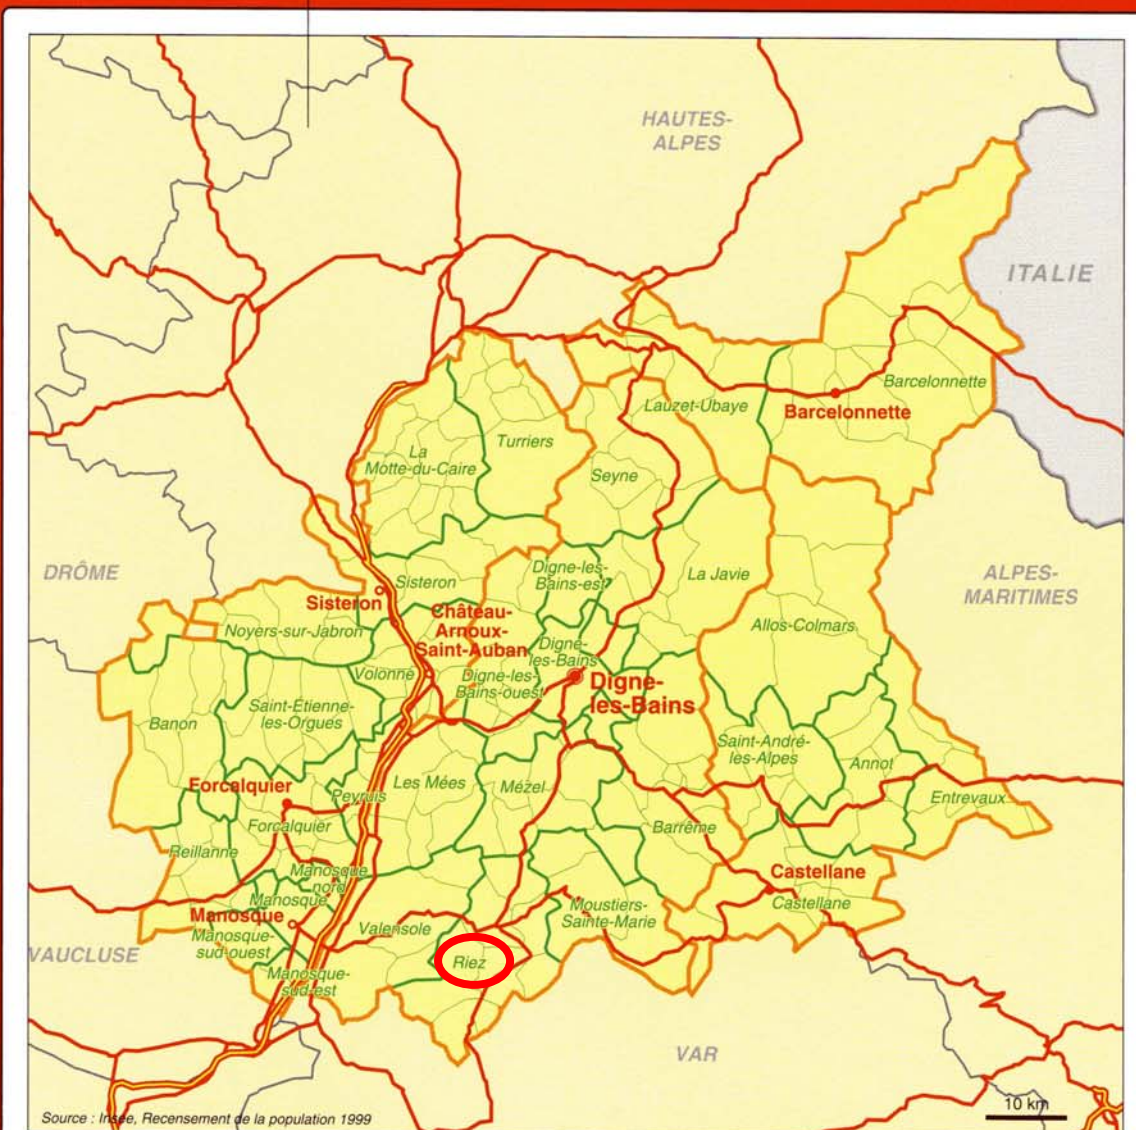 HAUTES-
ALPES
ITALIE
Barcelonnette
Lauzet-Ubaye
Barcelonnette
Turriers
La
Motte-du-Caire
Seyne
DRÔME
Digne-les-
Bains-est
La Javie
ALPES-
MARITIMES
Sisteron
Sisteron
Château-
Arnoux-
Saint-Auban
Noyers-sur-Jabron
Allos-Colmars
Digne-
les-Bains
Volonne
Digne-les-
Bains-ouest
Digne-
les-Bains
Saint-Etienne-
les-Orgues
Banon
Saint-André-
les-Alpes
Annot
Forcalquier
Les Mées
Mézel
Peyruis
Entrevaux
Forcalquier
Barrême
Reillanne
Manosque
nord
Castellane
Manosque
Castellane
Moustiers-
Sainte-Marie
Manosque
Valensole
Manosque-
sud-ouest
VAUCLUSE
Riez
Manosque-
sud-est
VAR
10 km
Source : Insée, Recensement de la population 1999